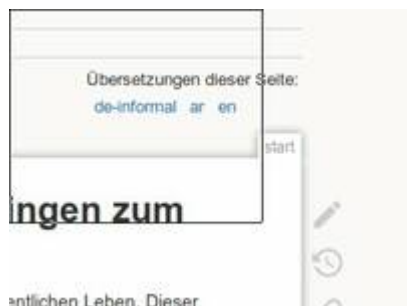 Übersetzungen dieser Seite:
de-informal ar en
start
ingen zum
entlichen Leben. Dieser